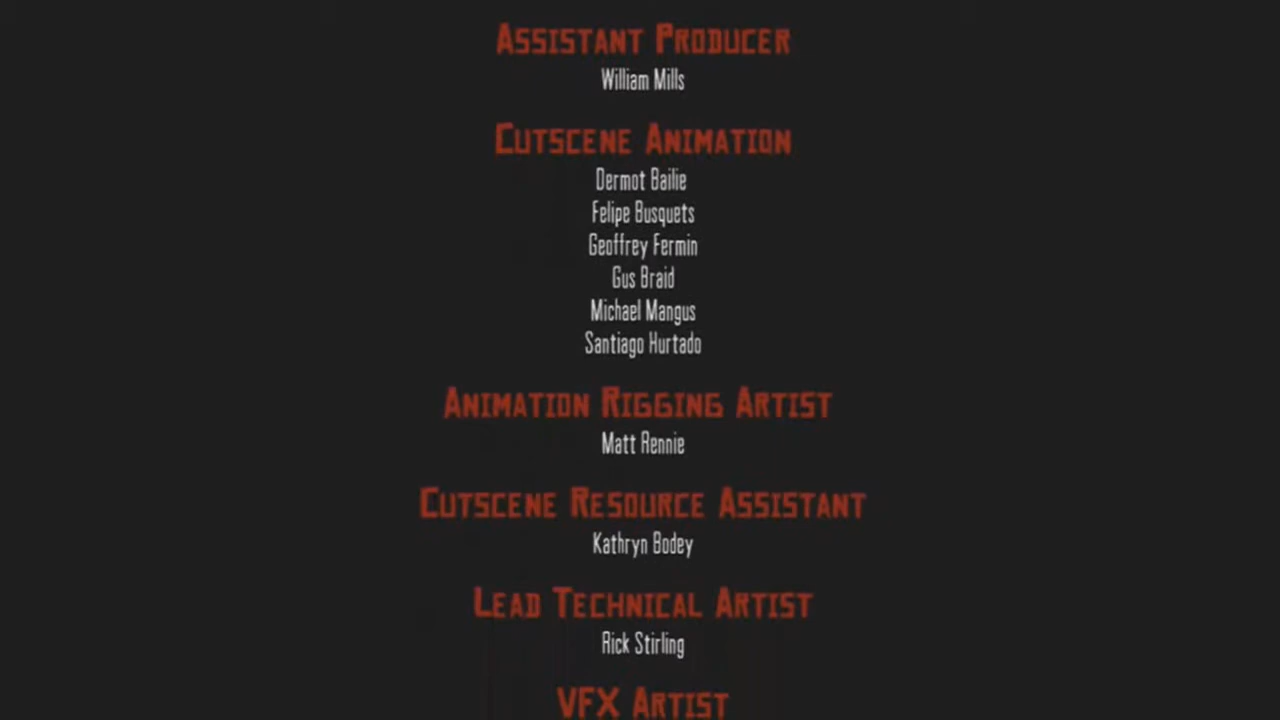 Assistant Producer
William Mills
Cutscene Animation
Dermot Bailie
Felipe Busquets
Geoffrey Fermin
Gus Braid
Michael Mangus
Santiago Hurtado
Animation Rigging Artist
Matt Rennie
Cutscene Resource Assistant
Kathryn Bodey
Lead Technical Artist
Rick Stirling
VFX Artist